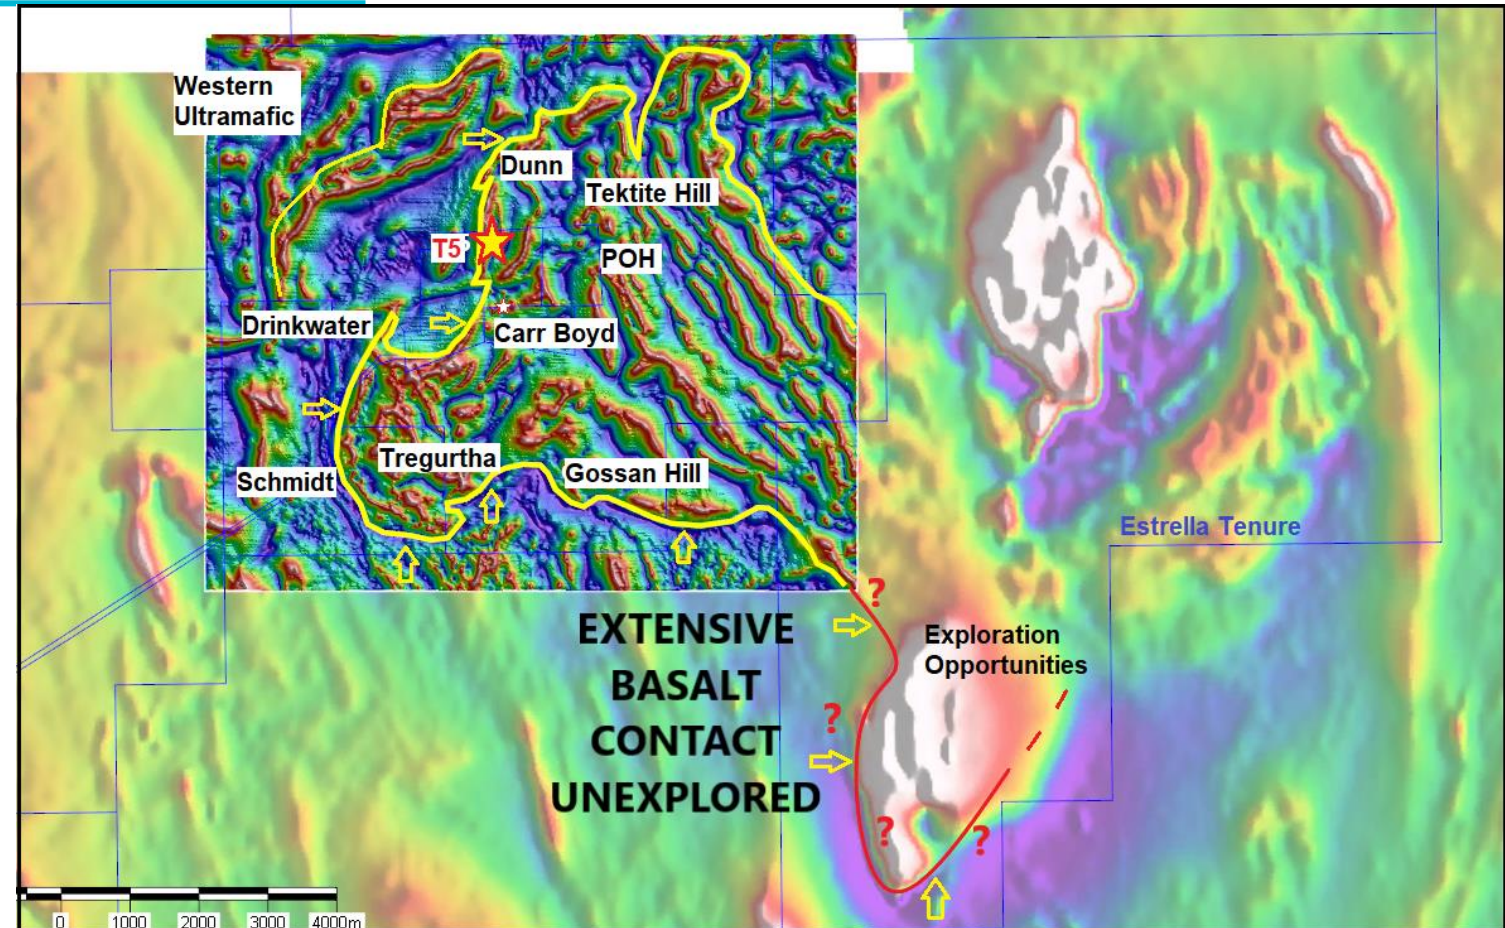 Western
Ultramafic
Dunn
Tektite Hill
T5
POH
Drinkwater
Carr Boyd
Tregurtha
Gossan Hill
Schmidt
Estrella Tenure
?
EXTENSIVE
BASALT
CONTACT
UNEXPLORED
Exploration
Opportunities
?
?
?
0 1000 2000 3000 4000m